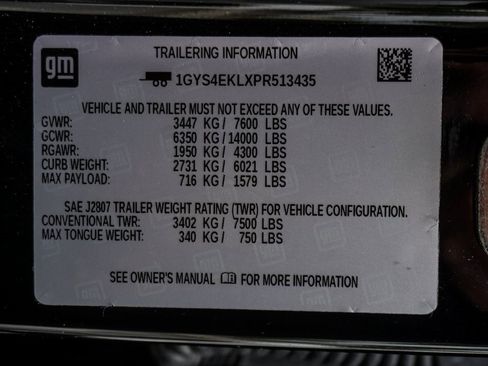 gm
TRAILERING INFORMATION
1GYS4EKLXPR513435
VEHICLE AND TRAILER MUST NOT EXCEED ANY OF THESE VALUES.
GVWR: 3447 KG / 7600 LBS
GCWR: 6350 KG / 14000 LBS
RGAWR: 1950 KG / 4300 LBS
CURB WEIGHT: 2731 KG / 6021 LBS
MAX PAYLOAD: 716 KG / 1579 LBS
SAE J2807 TRAILER WEIGHT RATING (TWR) FOR VEHICLE CONFIGURATION.
CONVENTIONAL TWR: 3402 KG / 7500 LBS
MAX TONGUE WEIGHT: 340 KG / 750 LBS
SEE OWNER'S MANUAL FOR MORE INFORMATION